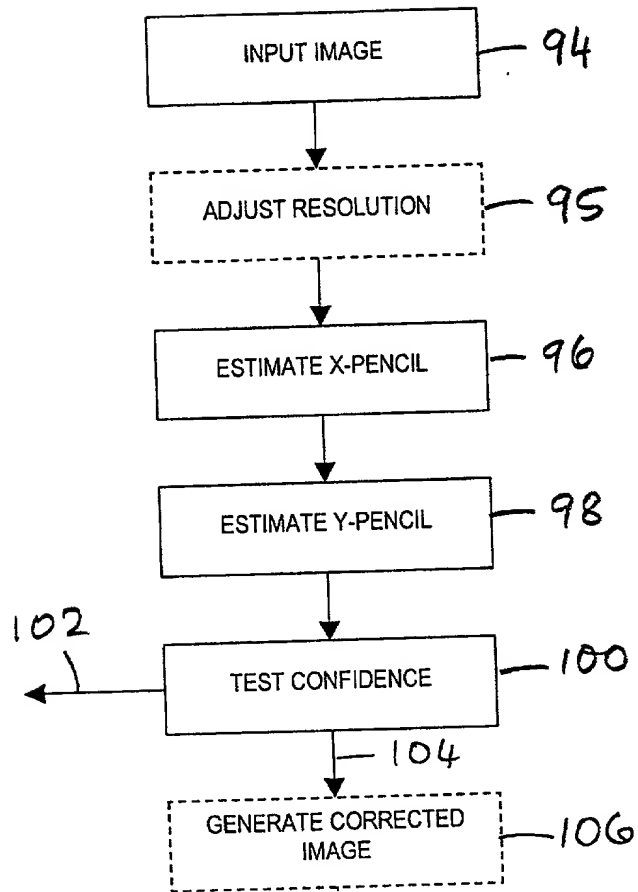 INPUT IMAGE 94
ADJUST RESOLUTION 95
ESTIMATE X-PENCIL 96
ESTIMATE Y-PENCIL 98
102
TEST CONFIDENCE 100
104
GENERATE CORRECTED
IMAGE 106